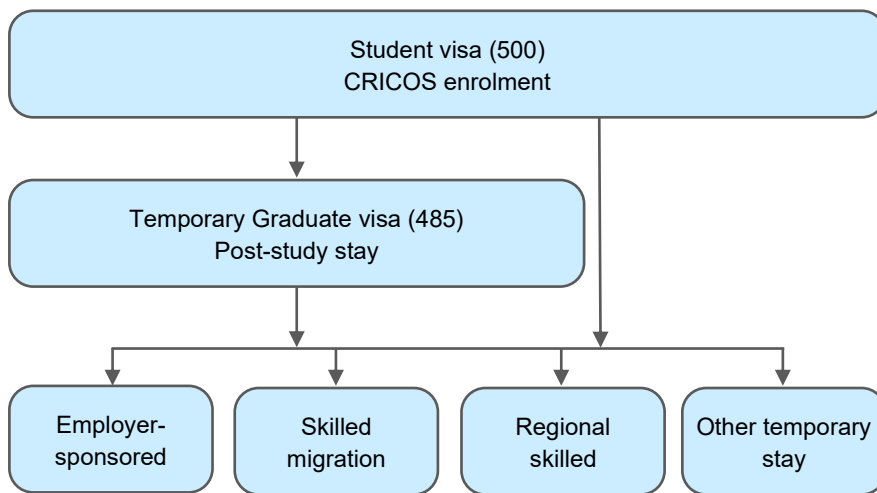 Student visa (500)
CRICOS enrolment
Temporary Graduate visa (485)
Post-study stay
Employer-
sponsored
Skilled
migration
Regional
skilled
Other temporary
stay